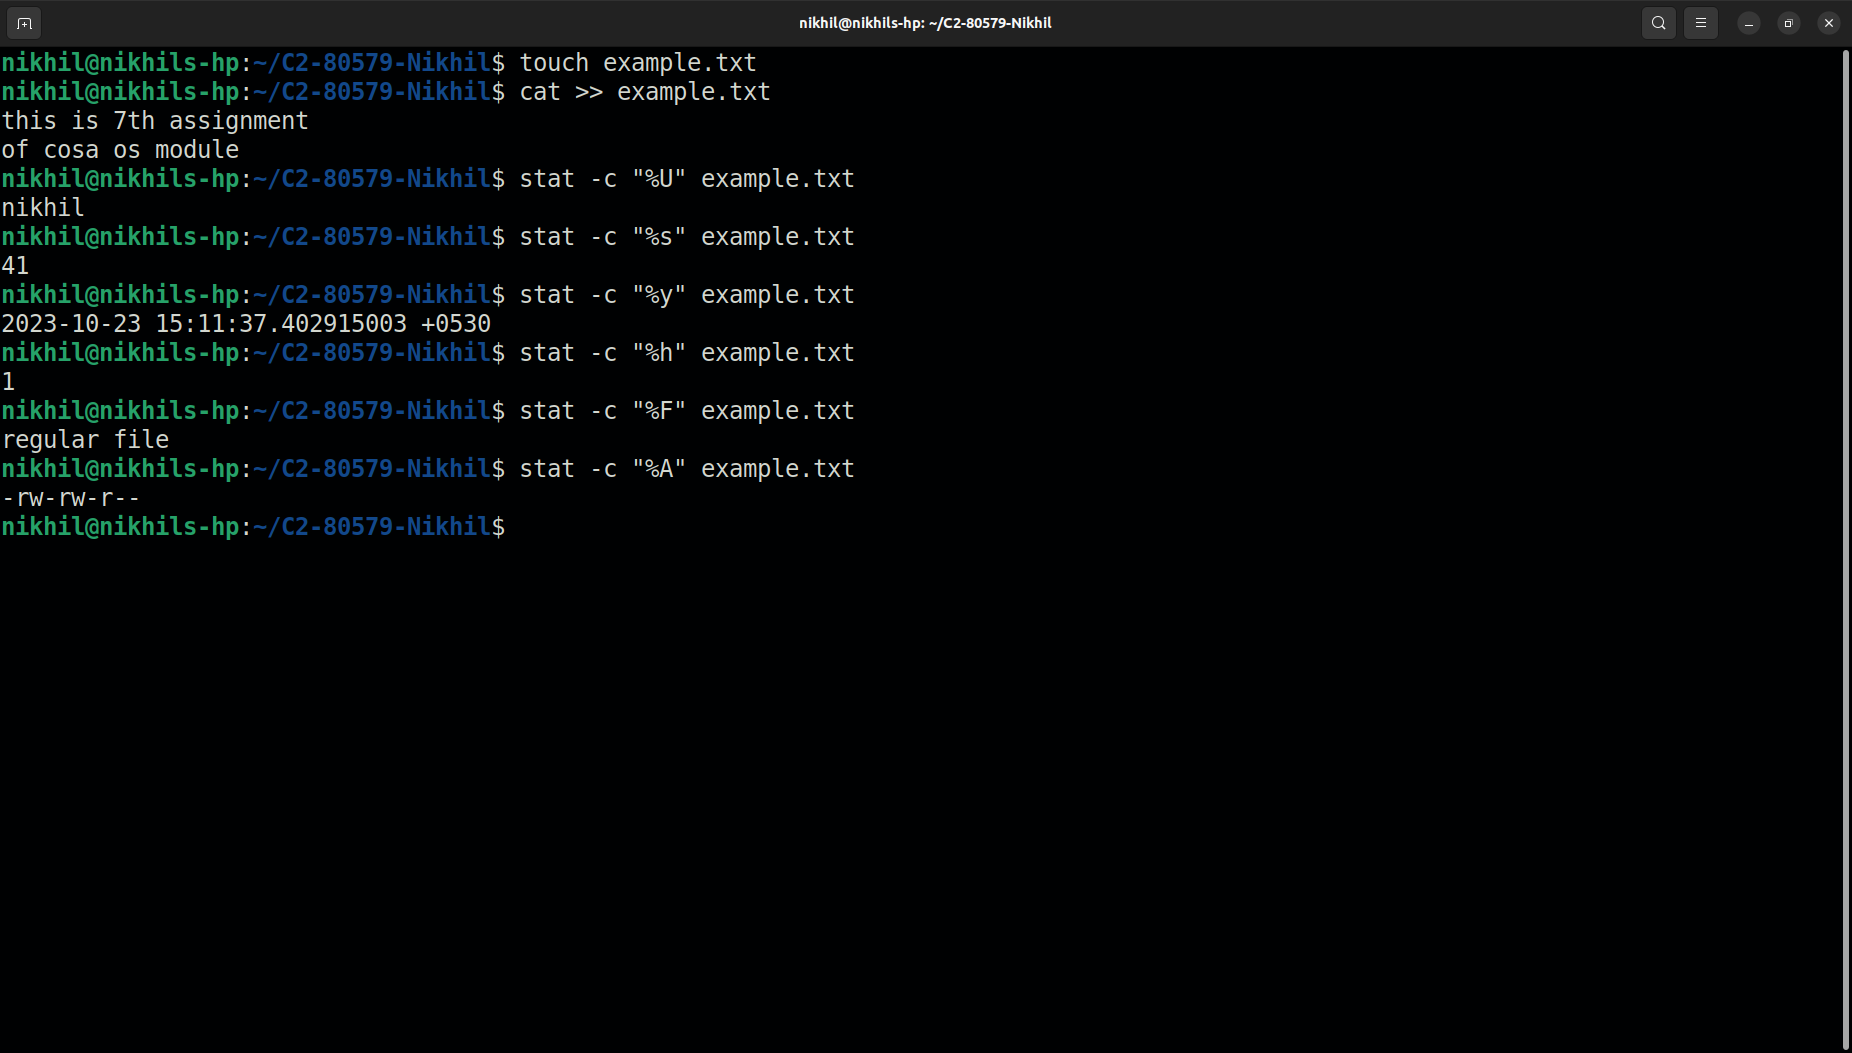 nikhil@nikhils-hp: ~/C2-80579-Nikhil
nikhil@nikhils-hp:~/C2-80579-Nikhil$ touch example.txt
nikhil@nikhils-hp:~/C2-80579-Nikhil$ cat >> example.txt
this is 7th assignment
of cosa os module
nikhil@nikhils-hp:~/C2-80579-Nikhil$ stat -c "%U" example.txt
nikhil
nikhil@nikhils-hp:~/C2-80579-Nikhil$ stat -c "%s" example.txt
41
nikhil@nikhils-hp:~/C2-80579-Nikhil$ stat -c "%y" example.txt
2023-10-23 15:11:37.402915003 +0530
nikhil@nikhils-hp:~/C2-80579-Nikhil$ stat -c "%h" example.txt
1
nikhil@nikhils-hp:~/C2-80579-Nikhil$ stat -c "%F" example.txt
regular file
nikhil@nikhils-hp:~/C2-80579-Nikhil$ stat -c "%A" example.txt
-rw-rw-r--
nikhil@nikhils-hp:~/C2-80579-Nikhil$